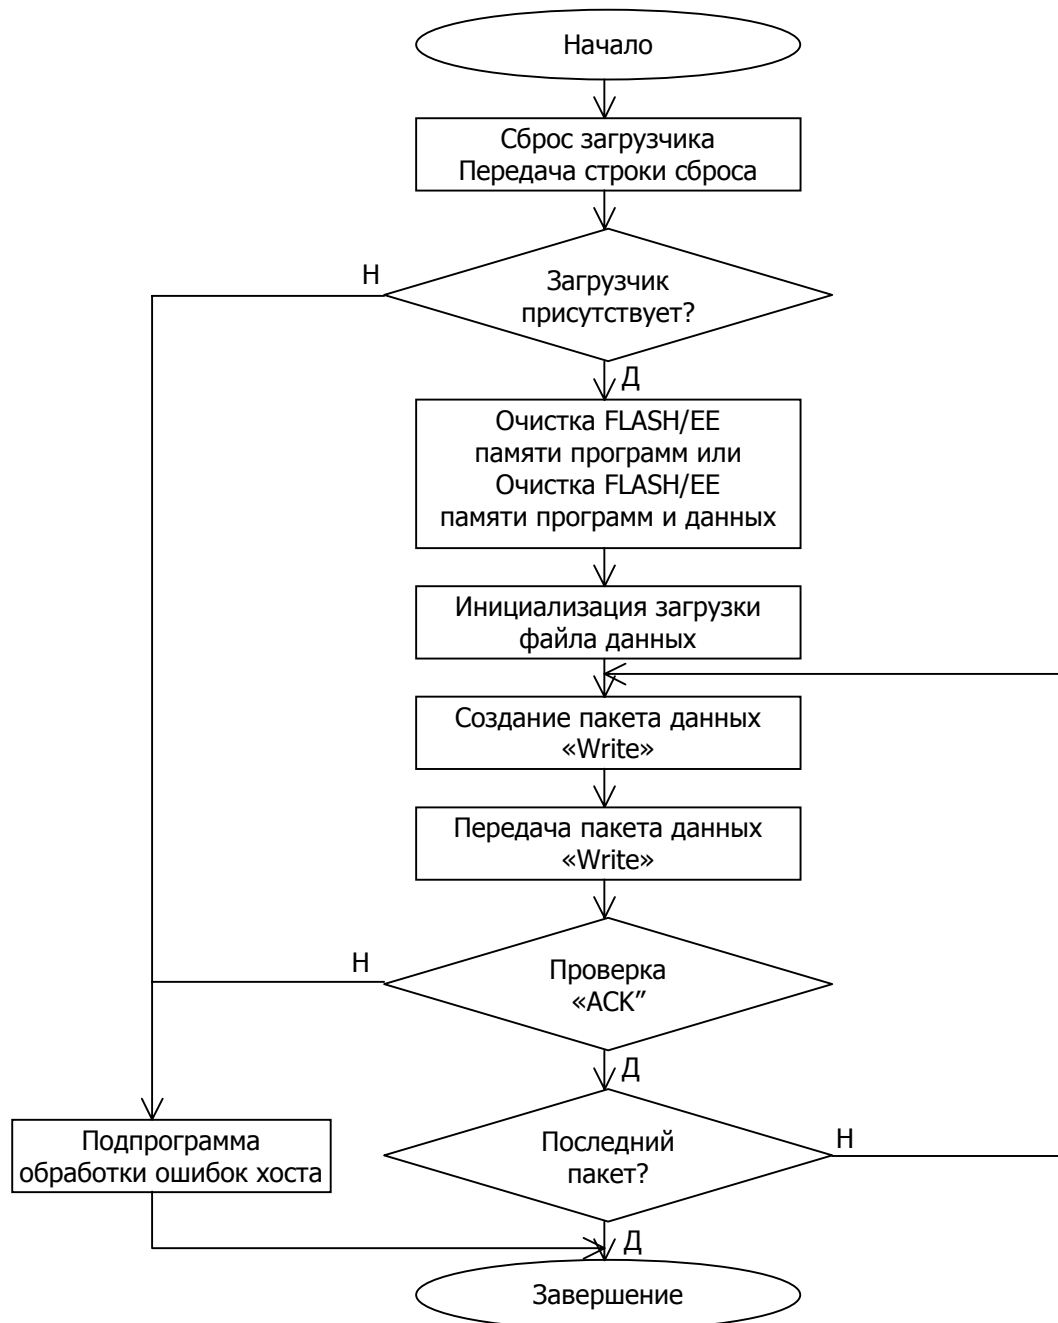 Начало
Сброс загрузчика
Передача строки сброса
Н
Загрузчик
присутствует?
Д
Очистка FLASH/EE
памяти программ или
Очистка FLASH/EE
памяти программ и данных
Инициализация загрузки
файла данных
Создание пакета данных
«Write»
Передача пакета данных
«Write»
Н
Проверка
«ACK”
Д
Подпрограмма
обработки ошибок хоста
Последний
пакет?
Н
Д
Завершение